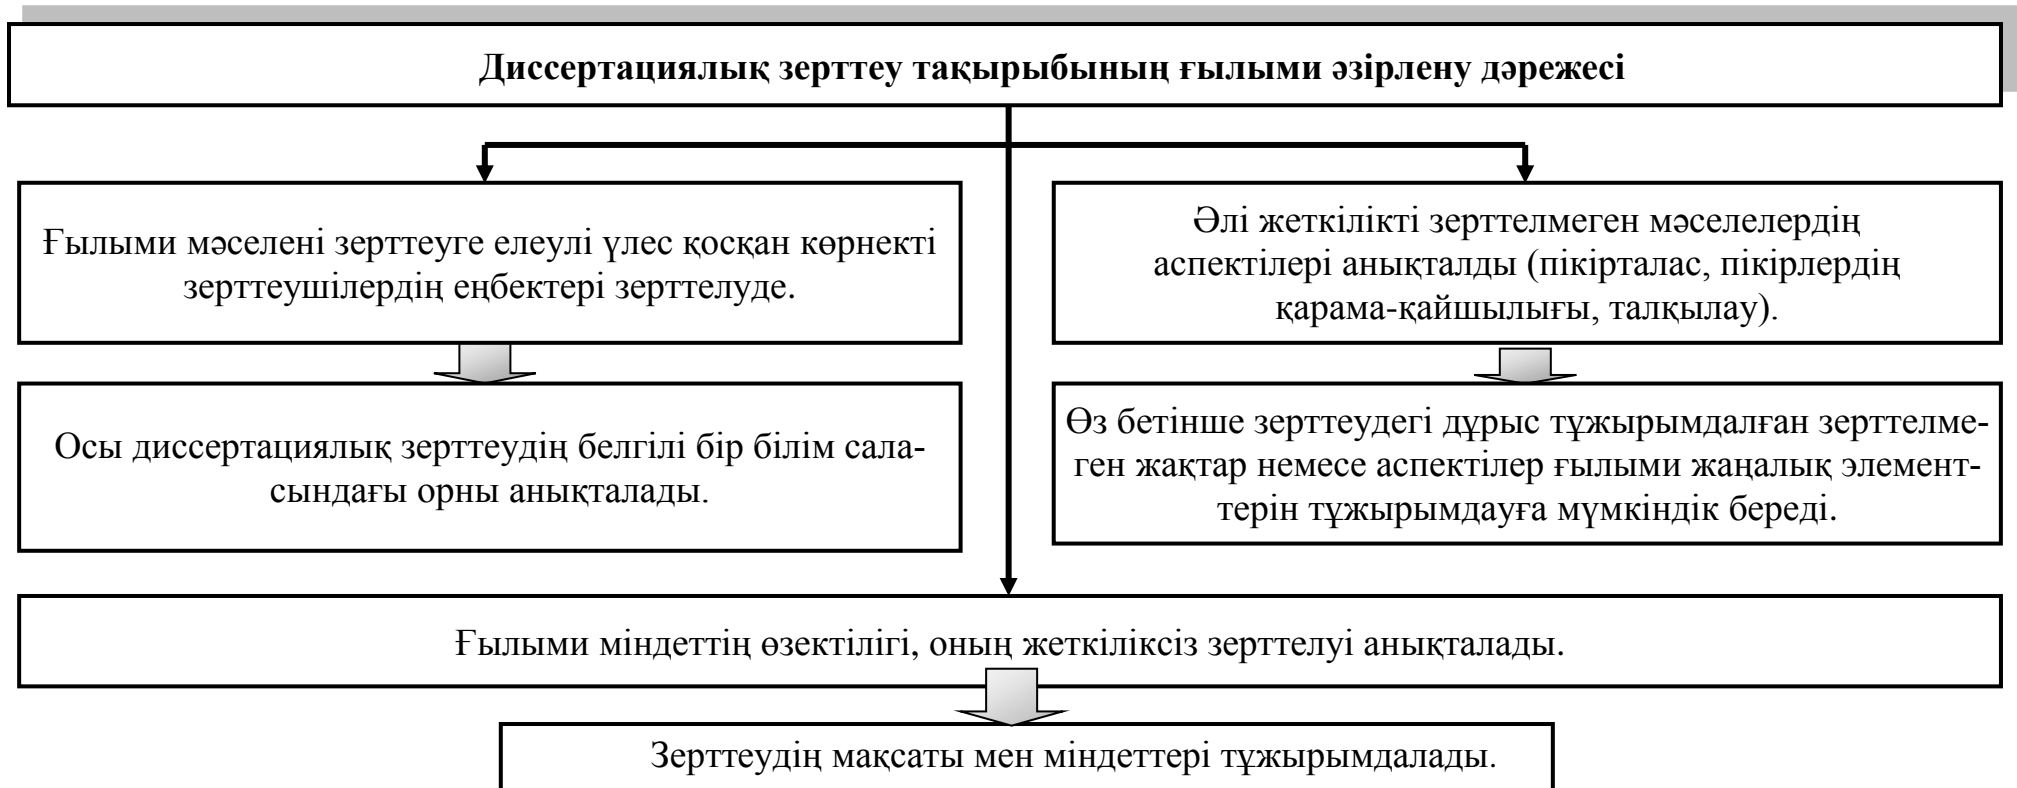 Диссертациялық зерттеу тақырыбының ғылыми әзірлену дәрежесі
Ғылыми мәселені зерттеуге елеулі үлес қосқан көрнекті
зерттеушілердің еңбектері зерттелуде.
Әлі жеткілікті зерттелмеген мәселелердің
аспектілері анықталды (пікірталас, пікірлердің
қарама-қайшылығы, талқылау).
Осы диссертациялық зерттеудің белгілі бір білім сала-
сындағы орны анықталады.
Өз бетінше зерттеудегі дұрыс тұжырымдалған зерттелме-
ген жақтар немесе аспектілер ғылыми жаңалық элемент-
терін тұжырымдауға мүмкіндік береді.
Ғылыми міндеттің өзектілігі, оның жеткіліксіз зерттелуі анықталады.
Зерттеудің мақсаты мен міндеттері тұжырымдалады.